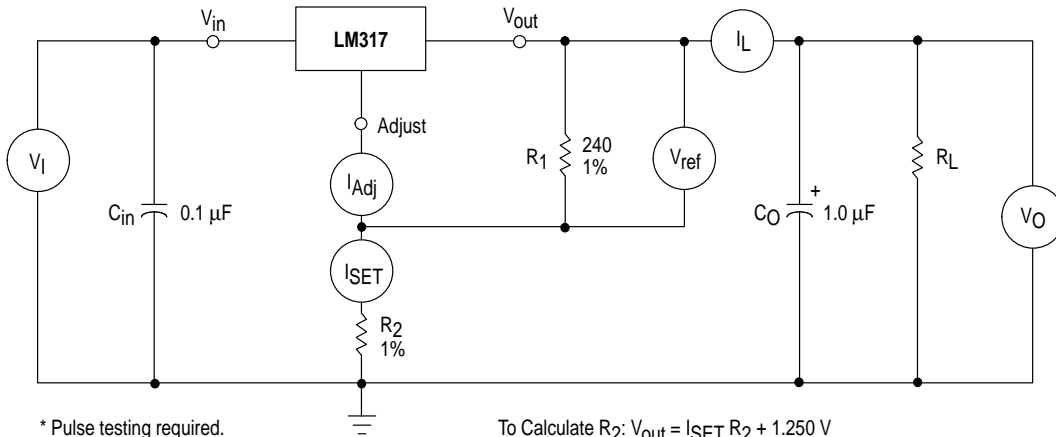 Vin
LM317
Vout
IL
Adjust
VI
IAdj
R1
240
1%
Vref
RL
Cin
0.1 μF
+
CO
1.0 μF
VO
ISET
R2
1%
* Pulse testing required.
To Calculate R2: Vout = ISET R2 + 1.250 V